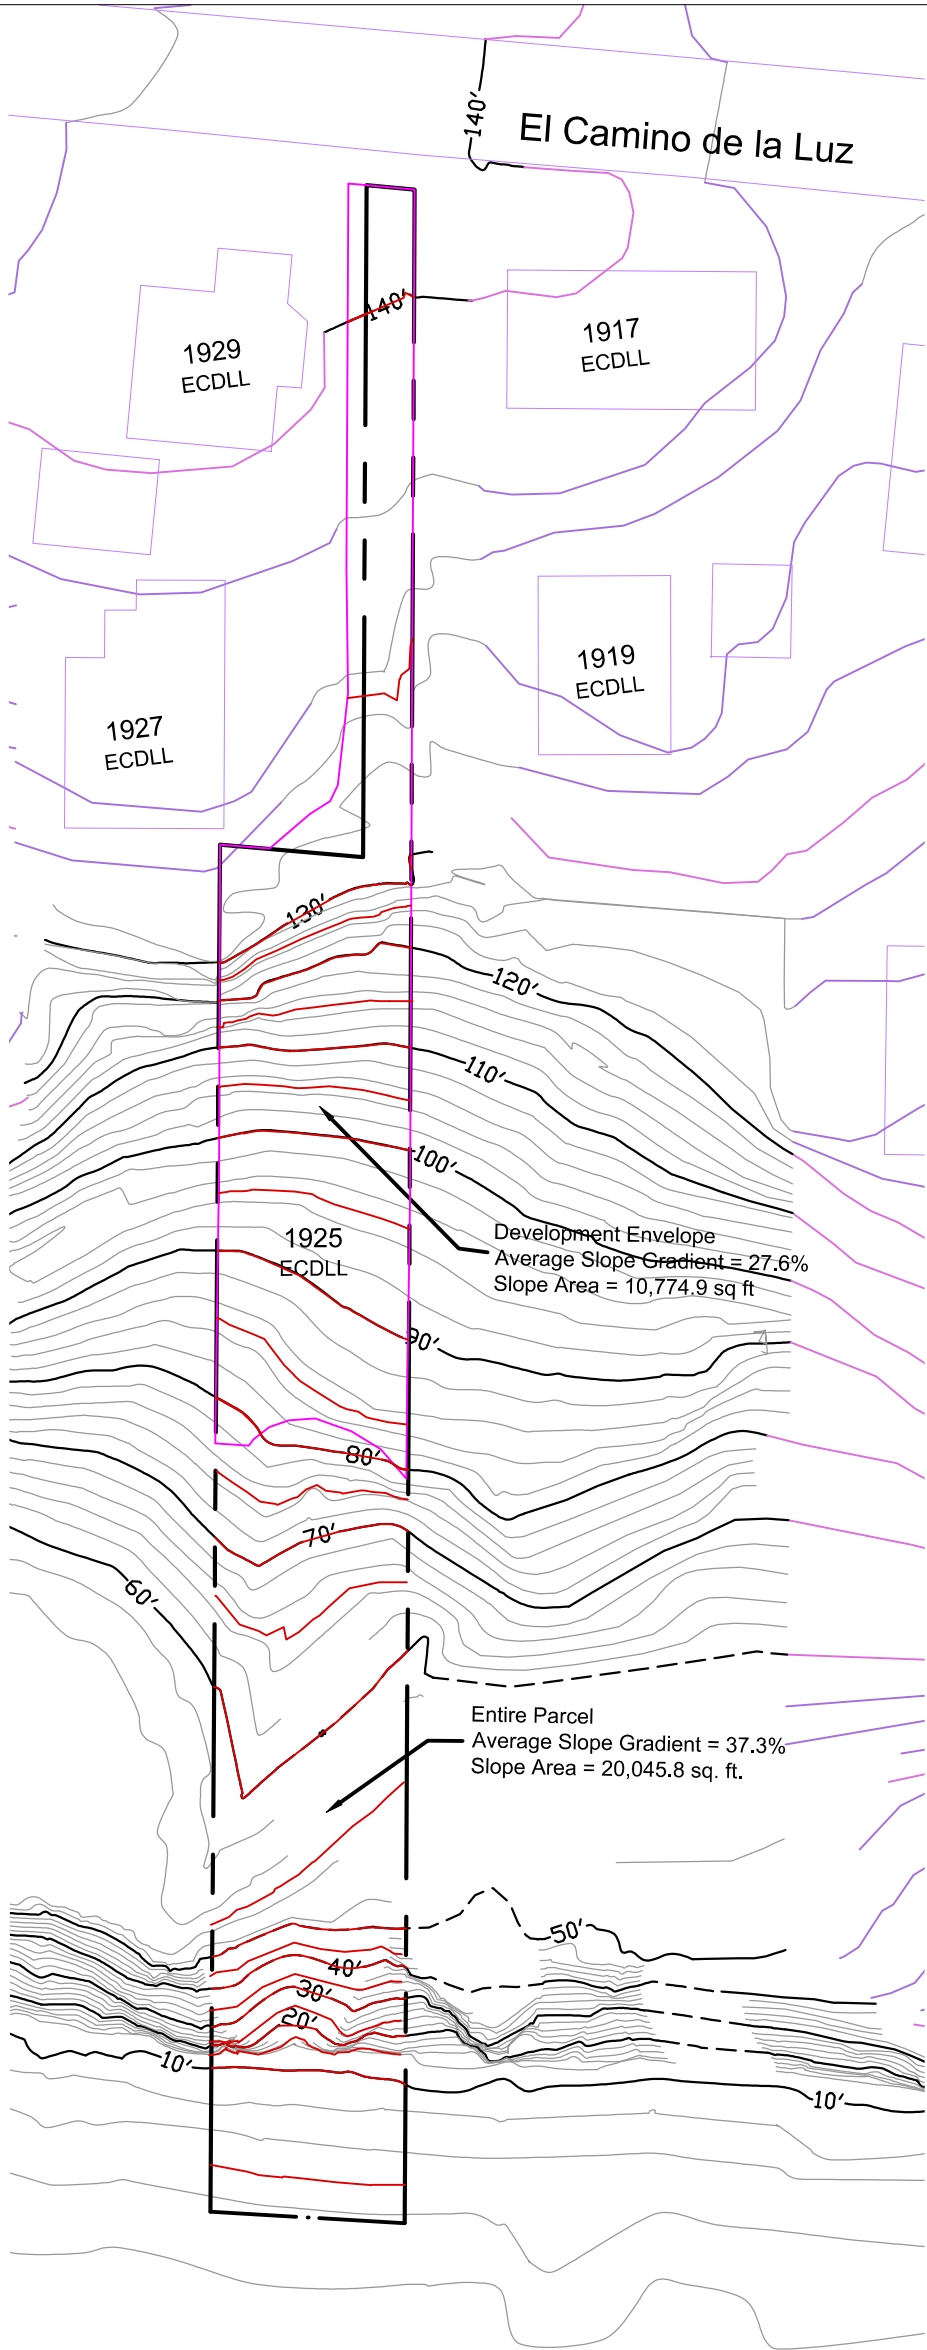 140'
El Camino de la Luz
140'
1929
ECDLL
1917
ECDLL
1919
ECDLL
1927
ECDLL
130'
120'
110'
100'
Development Envelope
Average Slope Gradient = 27.6%
Slope Area = 10,774.9 sq ft
1925
ECDLL
90'
80'
70'
60'
Entire Parcel
Average Slope Gradient = 37.3%
Slope Area = 20,045.8 sq. ft.
50'
40'
30'
20'
10'
10'